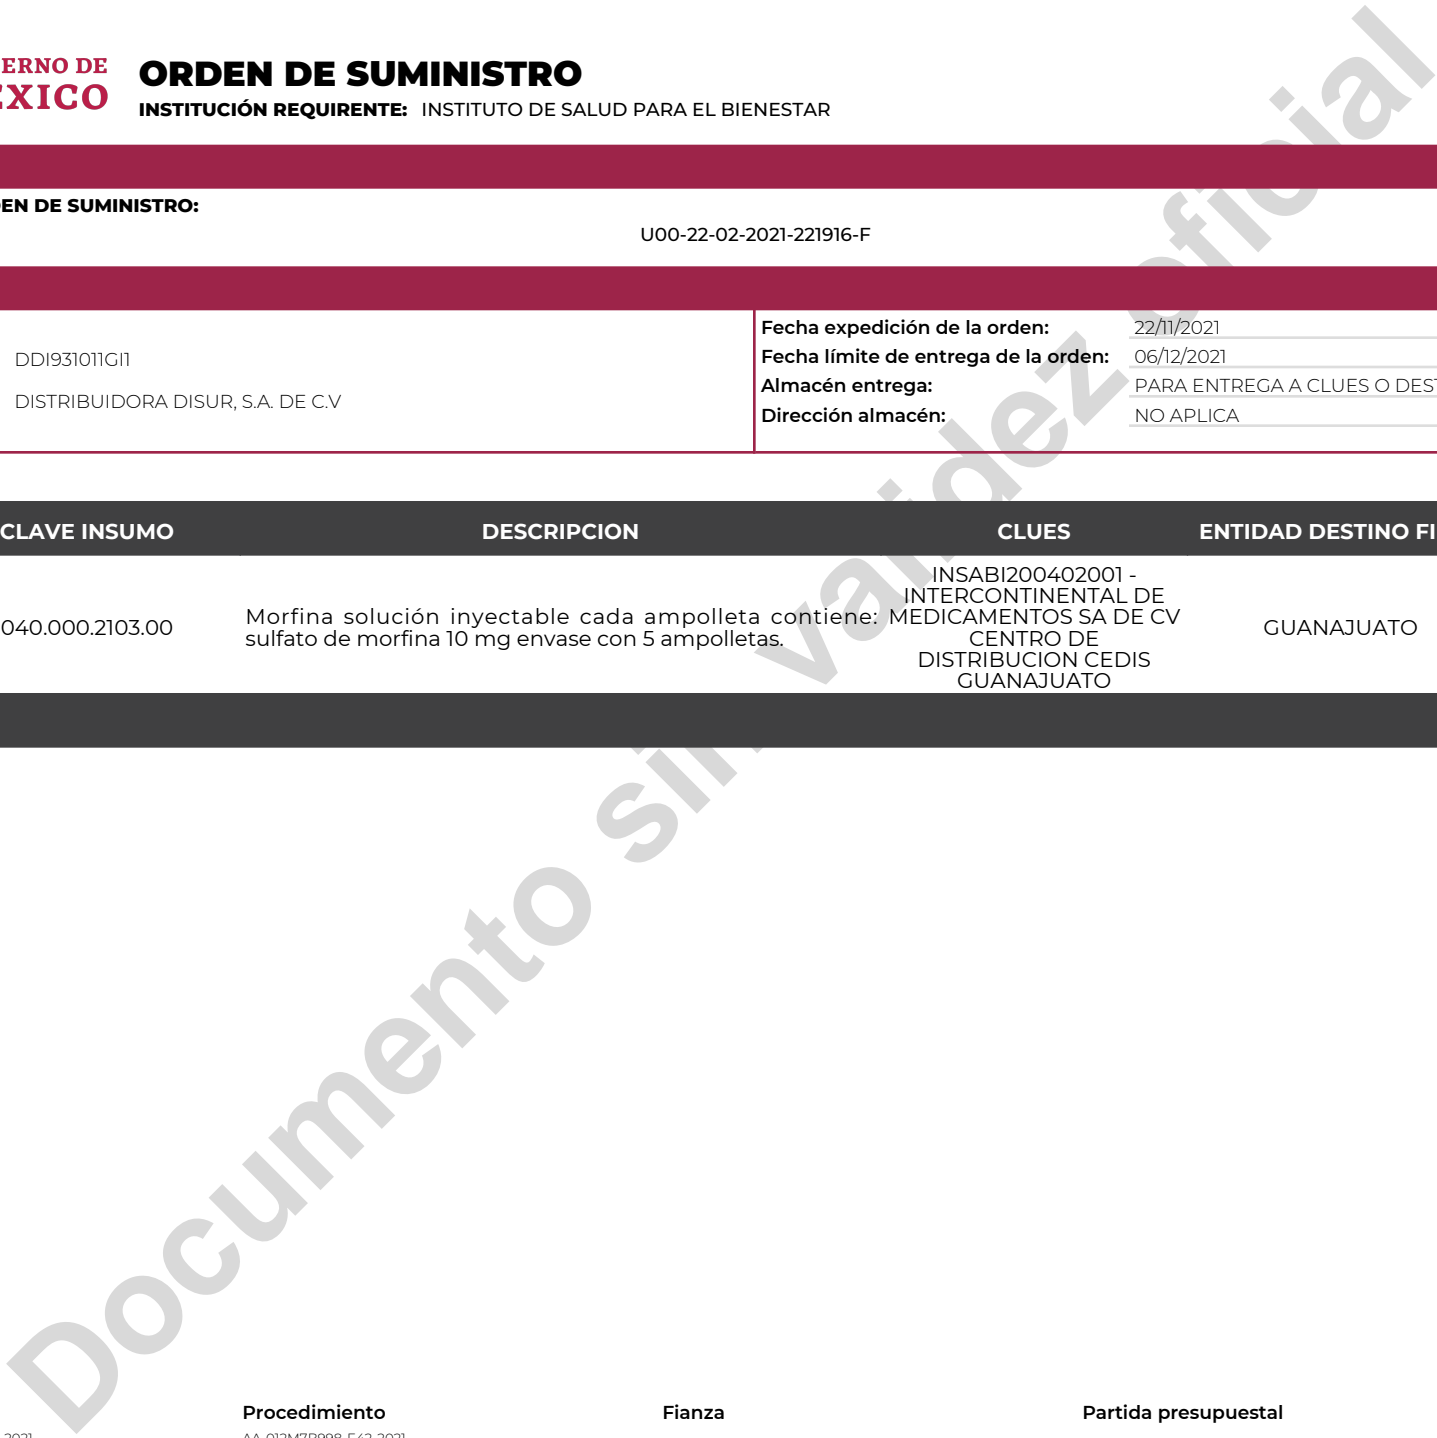 ERNO DE
EXICO
ORDEN DE SUMINISTRO
INSTITUCIÓN REQUIRENTE: INSTITUTO DE SALUD PARA EL BIENESTAR
EN DE SUMINISTRO:
U00-22-02-2021-221916-F
DDI931011GI1
DISTRIBUIDORA DISUR, S.A. DE C.V
Fecha expedición de la orden: 22/11/2021
Fecha límite de entrega de la orden: 06/12/2021
Almacén entrega: PARA ENTREGA A CLUES O DEST
Dirección almacén: NO APLICA
CLAVE INSUMO DESCRIPCION CLUES ENTIDAD DESTINO FI
040.000.2103.00
Morfina solución inyectable cada ampolleta contiene:
sulfato de morfina 10 mg envase con 5 ampolletas.
INSABI200402001 -
INTERCONTINENTAL DE
MEDICAMENTOS SA DE CV
CENTRO DE
DISTRIBUCION CEDIS
GUANAJUATO
GUANAJUATO
Documento sin validez oficial
Procedimiento Fianza Partida presupuestal